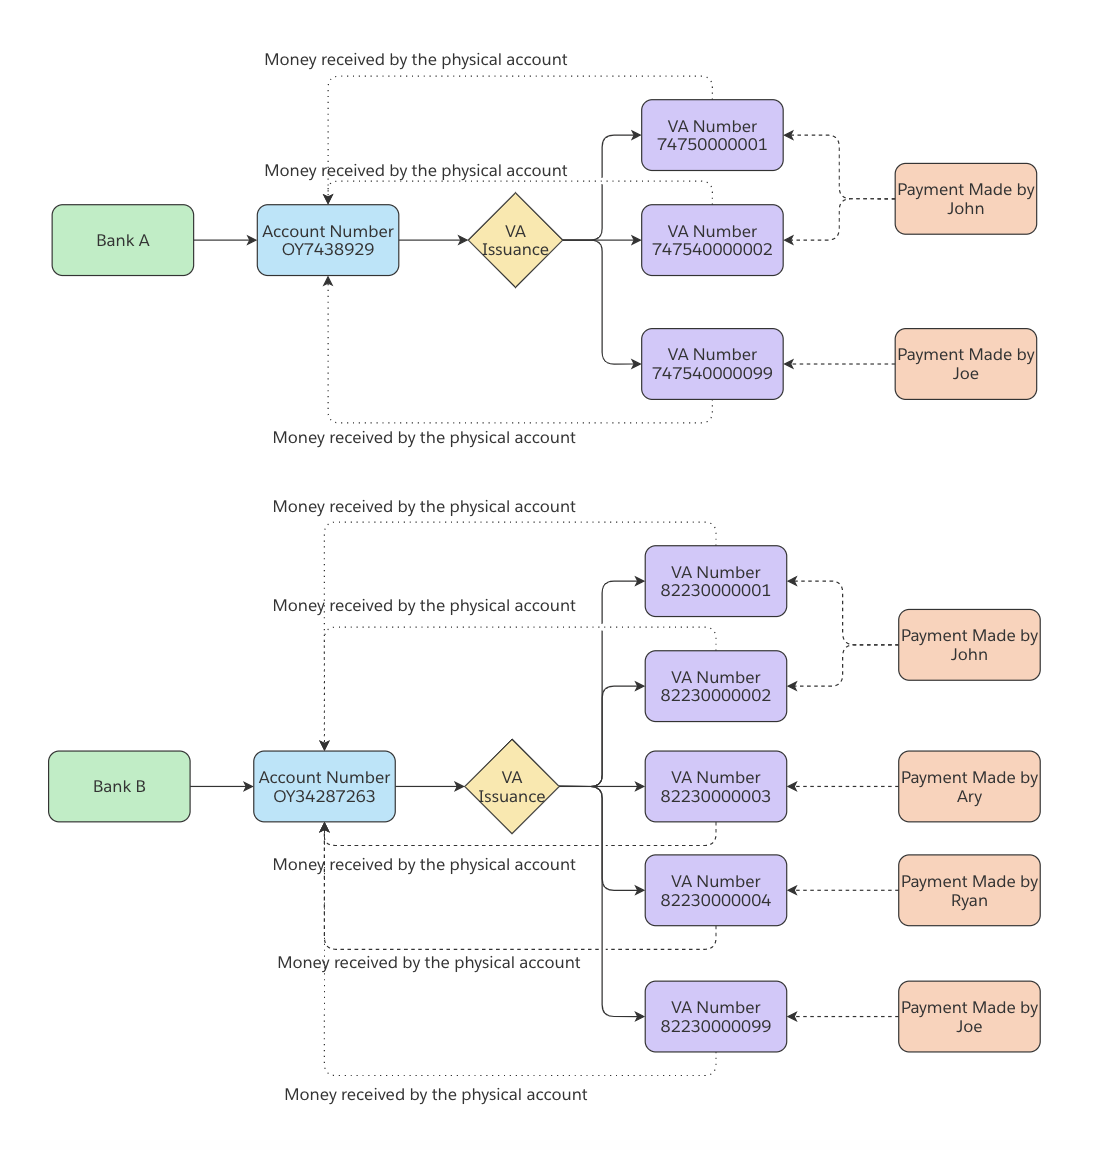 Money received by the physical account
VA Number
74750000001
Money received by the physical account
Payment Made by
John
Bank A
Account Number
OY7438929
VA
Issuance
VA Number
747540000002
VA Number
747540000099
Payment Made by
Joe
Money received by the physical account
Money received by the physical account
VA Number
82230000001
Money received by the physical account
Payment Made by
John
VA Number
82230000002
Bank B
Account Number
OY34287263
VA
Issuance
VA Number
82230000003
Payment Made by
Ary
Money received by the physical account
VA Number
82230000004
Payment Made by
Ryan
Money received by the physical account
VA Number
82230000099
Payment Made by
Joe
Money received by the physical account